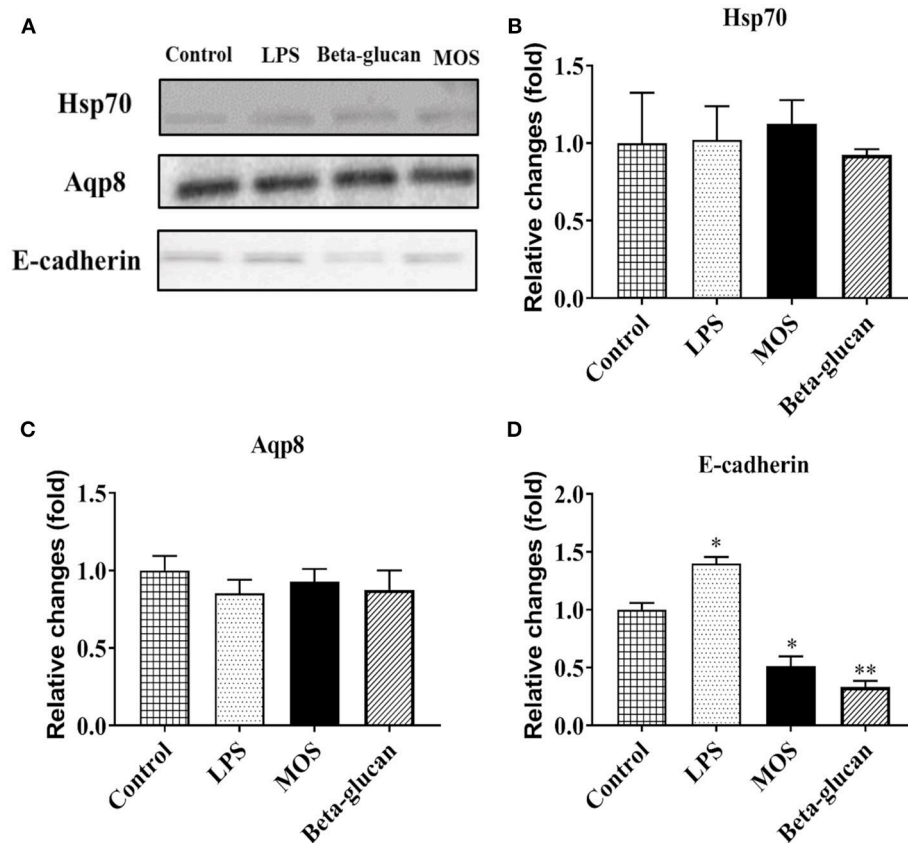 A
Control LPS Beta-glucan MOS
Hsp70
Aqp8
E-cadherin
B
Hsp70
Relative changes (fold)
1.5
1.0
0.5
0.0
Control LPS MOS Beta-glucan
C
Aqp8
Relative changes (fold)
1.5
1.0
0.5
0.0
Control LPS MOS Beta-glucan
D
E-cadherin
Relative changes (fold)
2.0
1.5
1.0
0.5
0.0
* * **
Control LPS MOS Beta-glucan